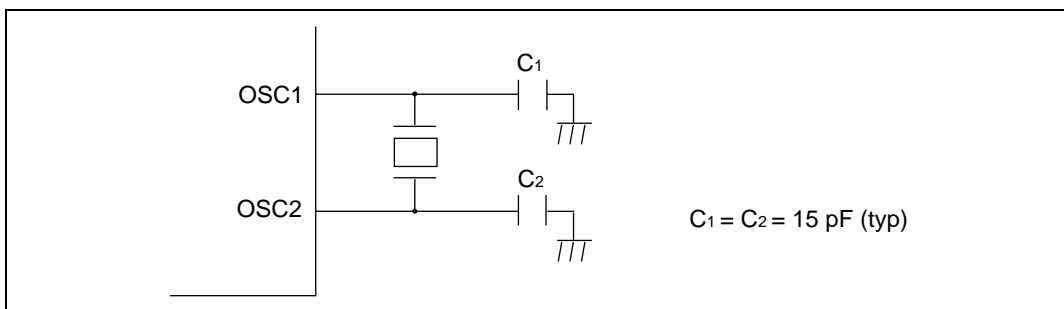 C1
OSC1
C2
OSC2
C1 = C2 = 15 pF (typ)